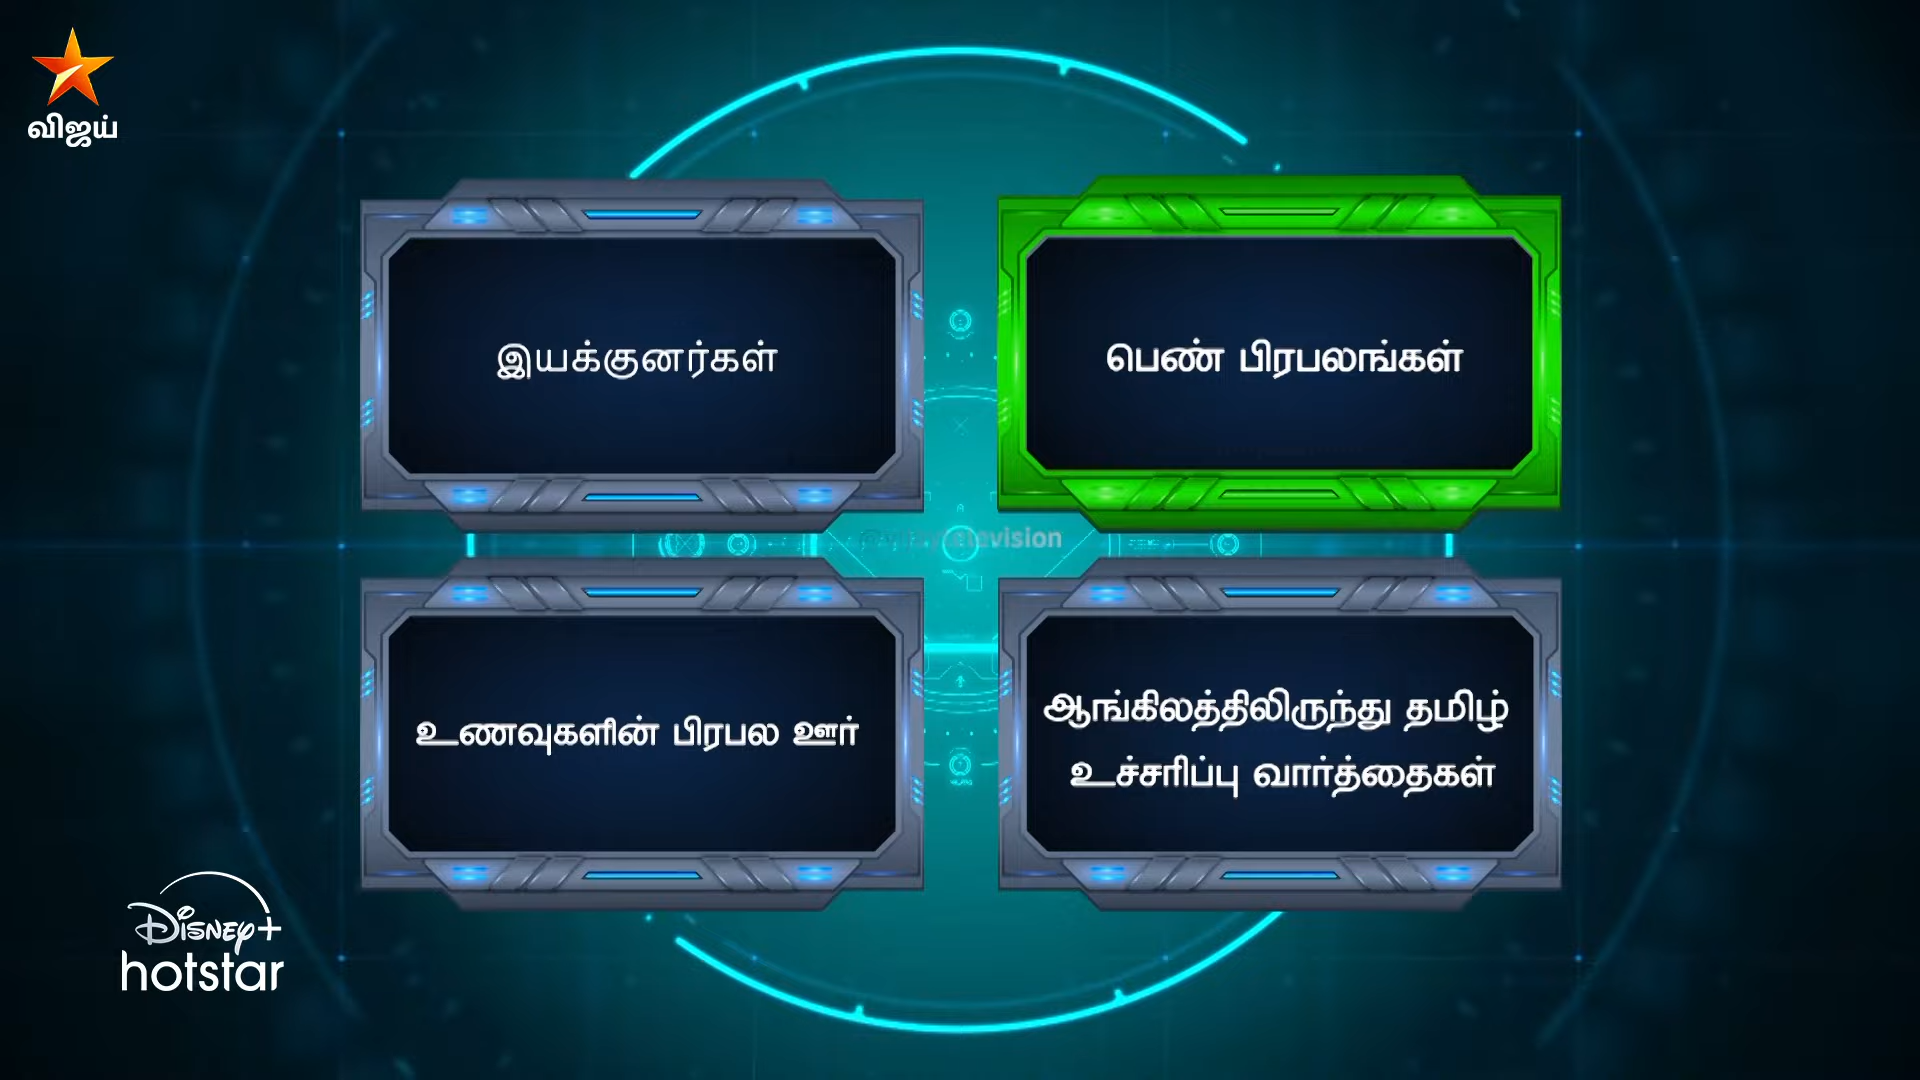 விஜய்
இயக்குனர்கள்
பெண் பிரபலங்கள்
உணவுகளின் பிரபல ஊர்
ஆங்கிலத்திலிருந்து தமிழ்
உச்சரிப்பு வார்த்தைகள்
Disney+
hotstar